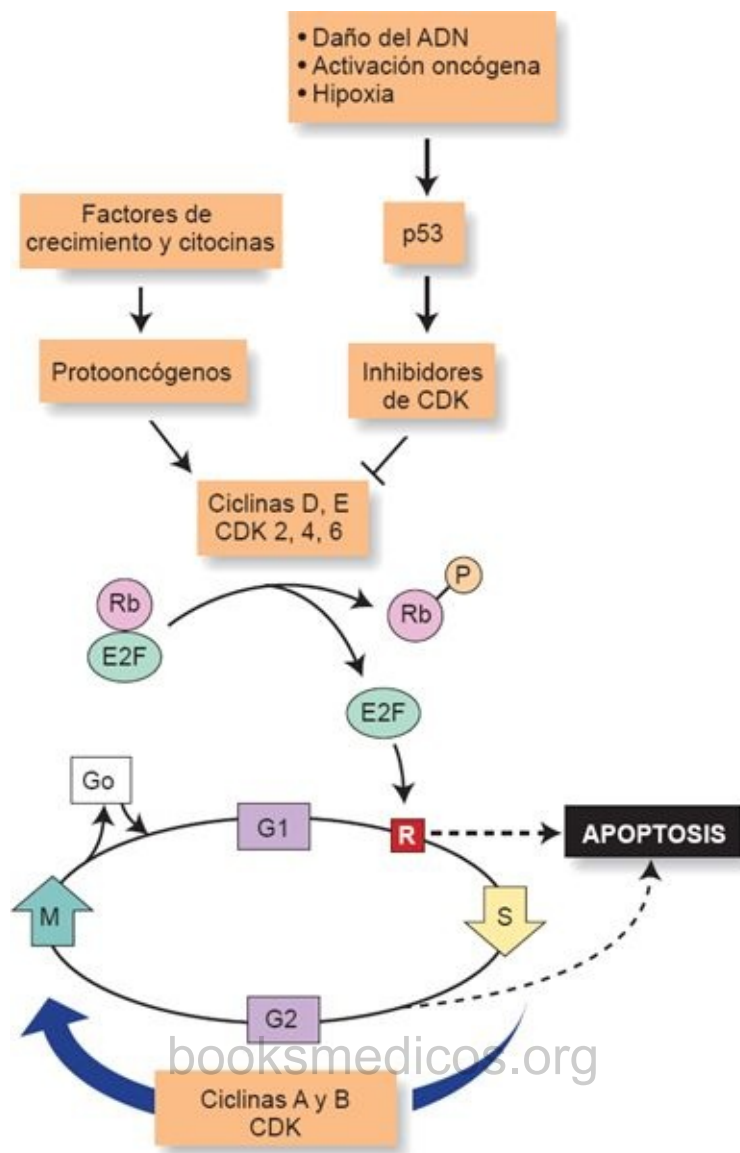 • Daño del ADN
• Activación oncógena
• Hipoxia
Factores de
crecimiento y citocinas
p53
Protooncógenos
Inhibidores
de CDK
Ciclinas D, E
CDK 2, 4, 6
Rb
E2F
P
Rb
E2F
Go
G1
R
APOPTOSIS
M
S
G2
booksmedicos.org
Ciclinas A y B
CDK